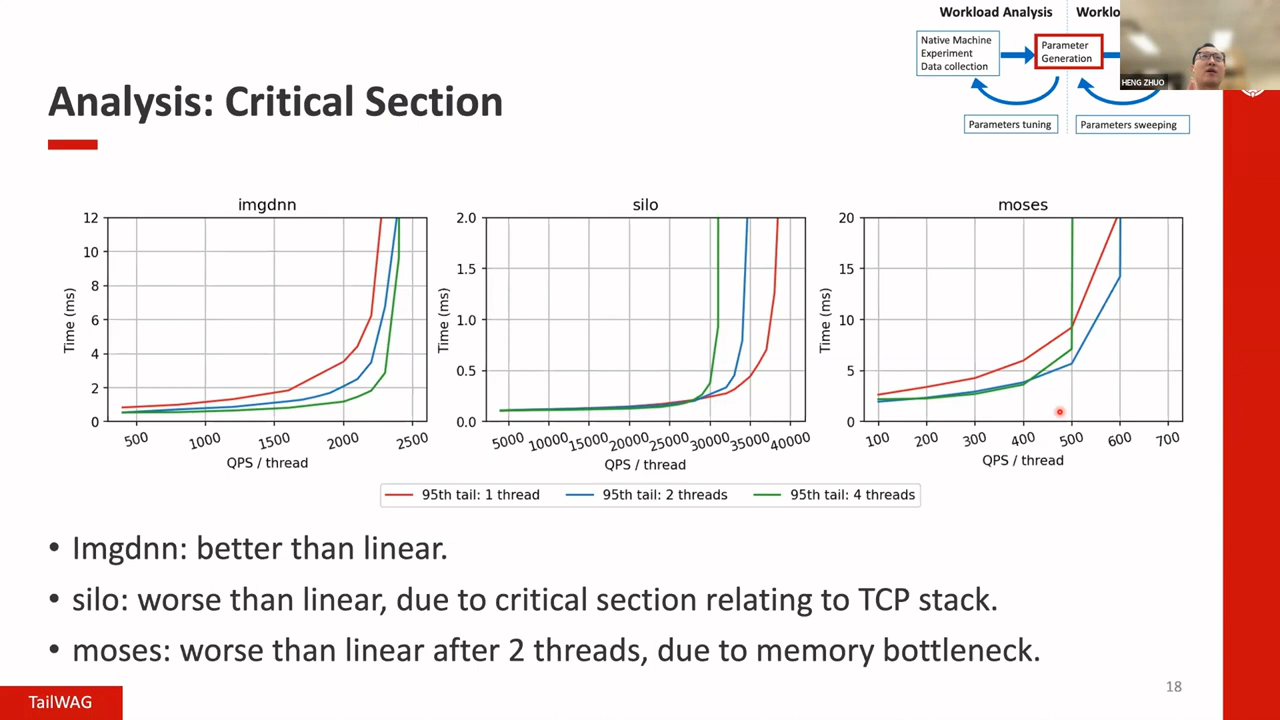 Workload Analysis
Worklo
Native Machine
Experiment
Data collection
Parameter
Generation
Parameters tuning
Parameters sweeping
HENG ZHUO
Analysis: Critical Section
imgdnn
silo
moses
12
10
8
6
4
2
0
Time (ms)
500 1000 1500 2000 2500
QPS / thread
2.0
1.5
1.0
0.5
0.0
Time (ms)
5000 10000 15000 20000 25000 30000 35000 40000
QPS / thread
20
15
10
5
0
Time (ms)
100 200 300 400 500 600 700
QPS / thread
95th tail: 1 thread 95th tail: 2 threads 95th tail: 4 threads
• Imgdnn: better than linear.
• silo: worse than linear, due to critical section relating to TCP stack.
• moses: worse than linear after 2 threads, due to memory bottleneck.
18
TailWAG